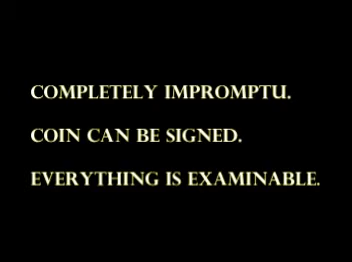 COMPLETELY IMPROMPTU.
COIN CAN BE SIGNED.
EVERYTHING IS EXAMINABLE.